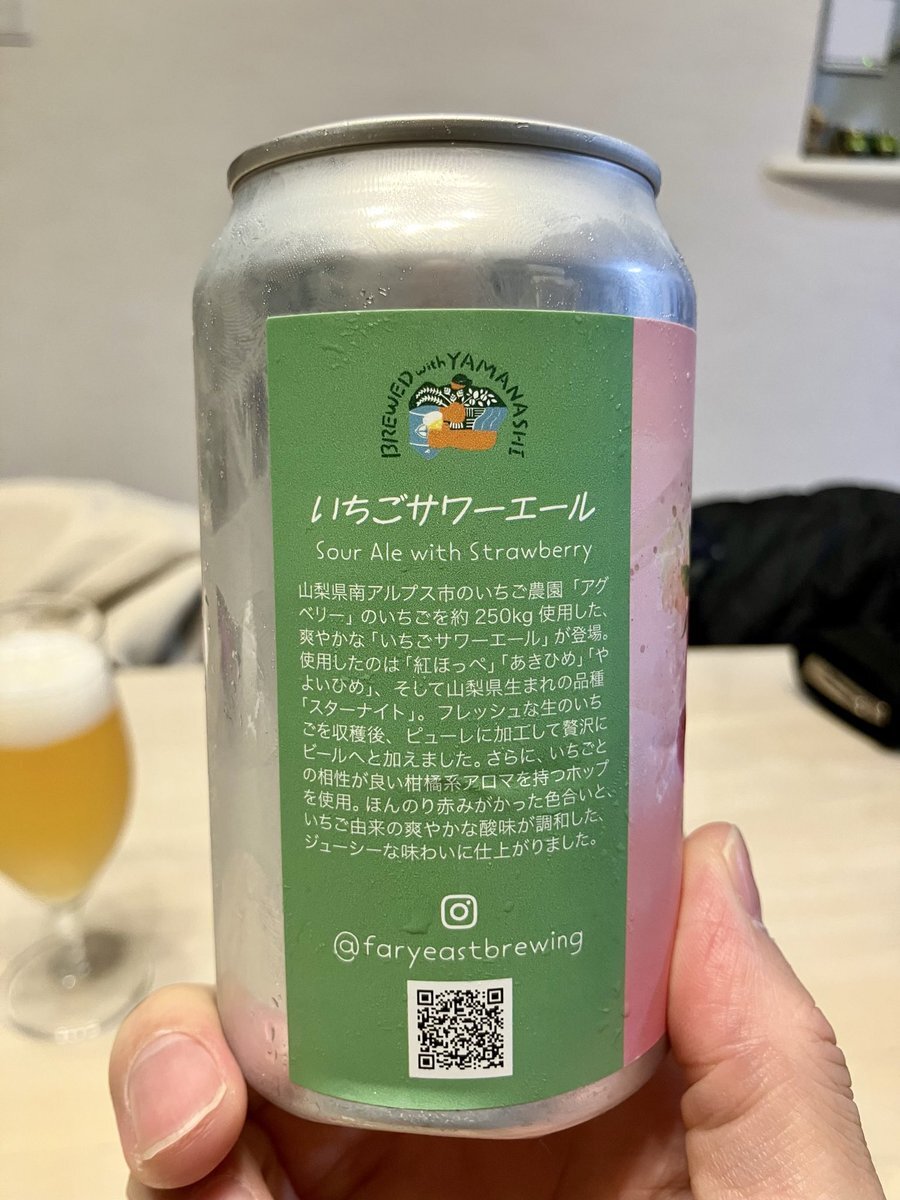 BREWED with YAMANASHI
いちごサワーエール
Sour Ale with Strawberry
山梨県南アルプス市のいちご農園「アグ
ベリー」のいちごを約 250kg 使用した、
爽やかな「いちごサワーエール」が登場。
使用したのは「紅ほっぺ」「あきひめ」「や
よいひめ」、そして山梨県生まれの品種
「スターナイト」。フレッシュな生のいち
ごを収穫後、ピューレに加工して贅沢に
ビールへと加えました。さらに、いちごと
の相性が良い柑橘系アロマを持つホップ
を使用。ほんのり赤みがかった色合いと、
いちご由来の爽やかな酸味が調和した、
ジューシーな味わいに仕上がりました。
@faryeastbrewing